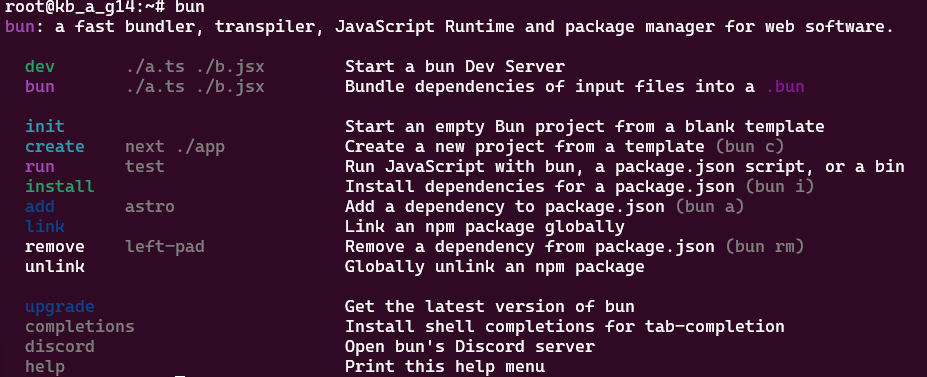 root@kb_a_g14:~# bun
bun: a fast bundler, transpiler, JavaScript Runtime and package manager for web software.
dev ./a.ts ./b.jsx Start a bun Dev Server
bun ./a.ts ./b.jsx Bundle dependencies of input files into a .bun
init Start an empty Bun project from a blank template
create next ./app Create a new project from a template (bun c)
run test Run JavaScript with bun, a package.json script, or a bin
install Install dependencies for a package.json (bun i)
add astro Add a dependency to package.json (bun a)
link Link an npm package globally
remove left-pad Remove a dependency from package.json (bun rm)
unlink Globally unlink an npm package
upgrade Get the latest version of bun
completions Install shell completions for tab-completion
discord Open bun's Discord server
help Print this help menu